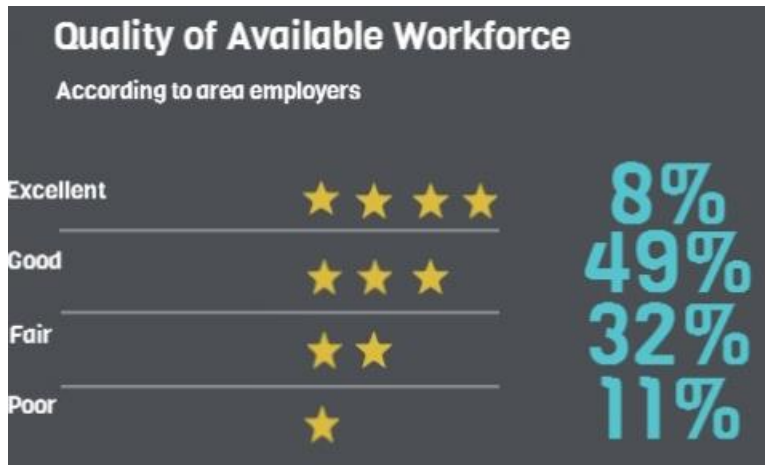 Quality of Available Workforce
According to area employers
Excellent 8%
Good 49%
Fair 32%
Poor 11%